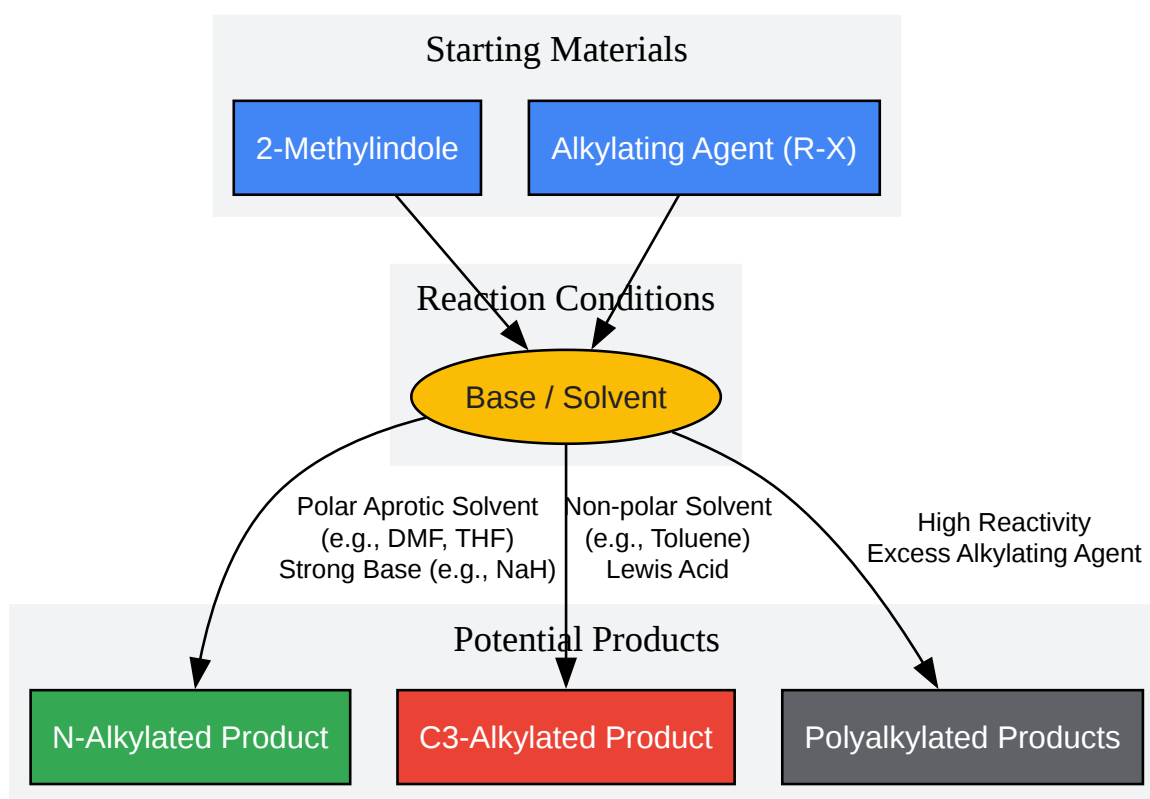 Starting Materials
2-Methylindole
Alkylating Agent (R-X)
Reaction Conditions
Base / Solvent
Polar Aprotic Solvent
(e.g., DMF, THF)
Strong Base (e.g., NaH)
Non-polar Solvent
(e.g., Toluene)
Lewis Acid
High Reactivity
Excess Alkylating Agent
Potential Products
N-Alkylated Product
C3-Alkylated Product
Polyalkylated Products